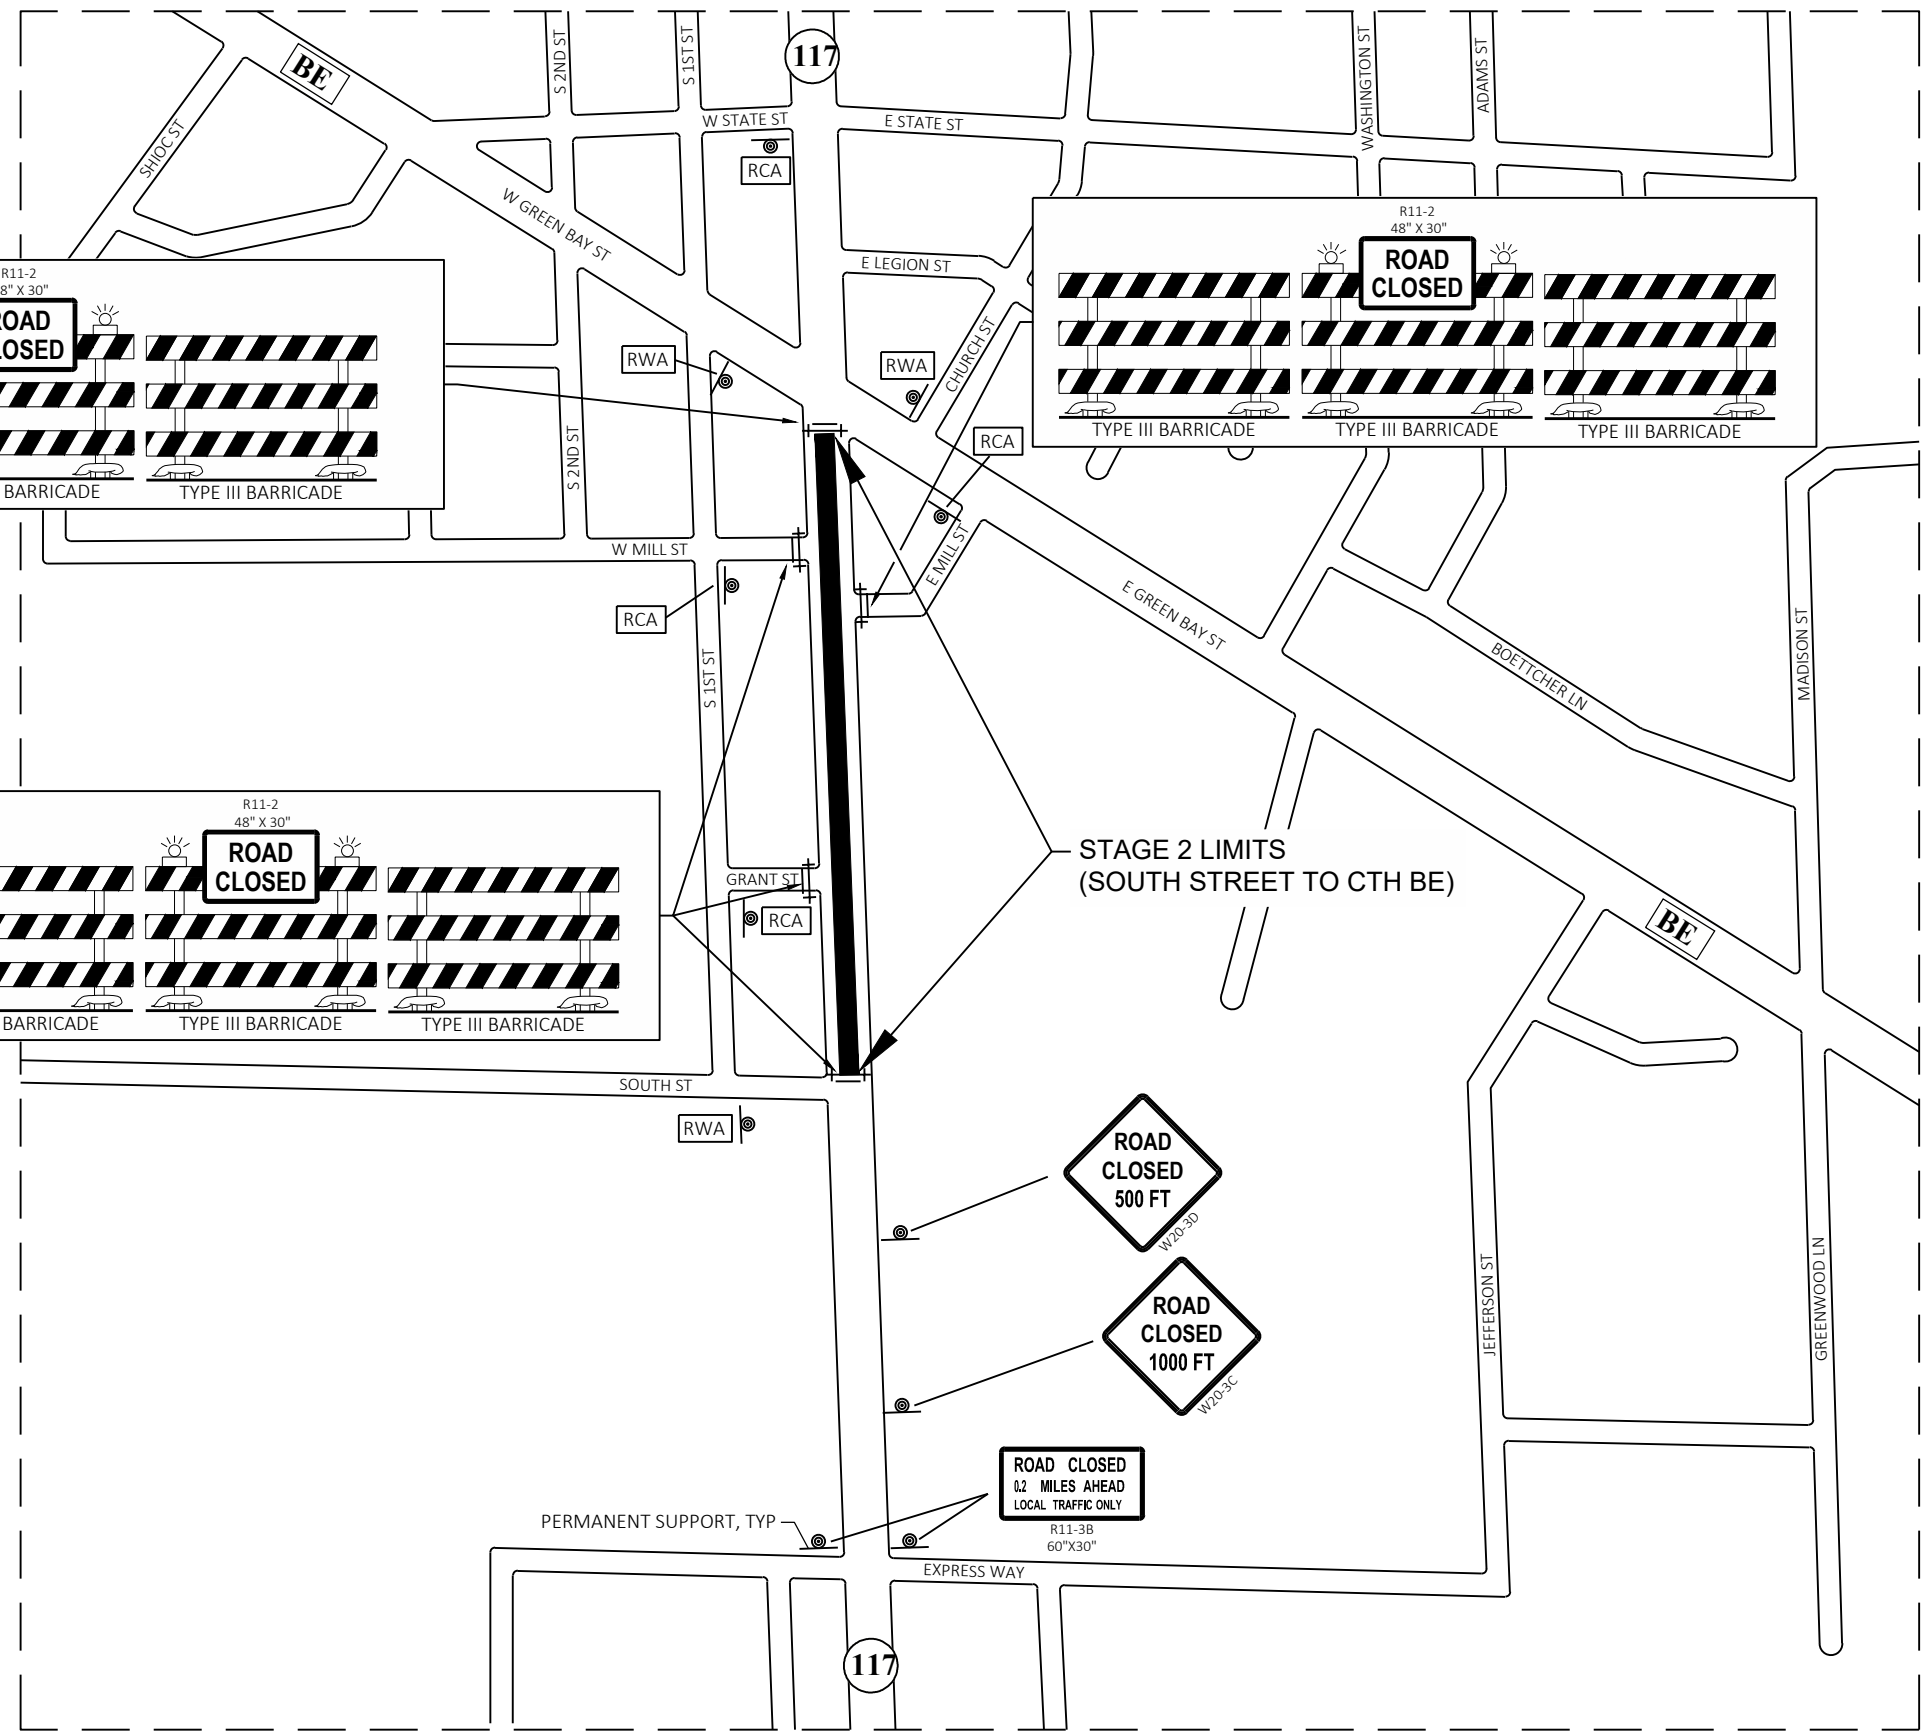 117
BE
S 2ND ST
S 1ST ST
WASHINGTON ST
ADAMS ST
W STATE ST
E STATE ST
SHIOC ST
RCA
W GREEN BAY ST
E LEGION ST
R11-2
48" X 30"
ROAD
CLOSED
TYPE III BARRICADE
TYPE III BARRICADE
TYPE III BARRICADE
R11-2
8" X 30"
OAD
LOSED
BARRICADE
TYPE III BARRICADE
RWA
RWA
CHURCH ST
RCA
S 2ND ST
W MILL ST
E MILL ST
RCA
E GREEN BAY ST
BOETTCHER LN
MADISON ST
S 1ST ST
R11-2
48" X 30"
ROAD
CLOSED
BARRICADE
TYPE III BARRICADE
TYPE III BARRICADE
STAGE 2 LIMITS
(SOUTH STREET TO CTH BE)
GRANT ST
RCA
BE
SOUTH ST
RWA
ROAD
CLOSED
500 FT
W20-3D
ROAD
CLOSED
1000 FT
W20-3C
JEFFERSON ST
GREENWOOD LN
ROAD CLOSED
0.2 MILES AHEAD
LOCAL TRAFFIC ONLY
R11-3B
60"X30"
PERMANENT SUPPORT, TYP
EXPRESS WAY
117